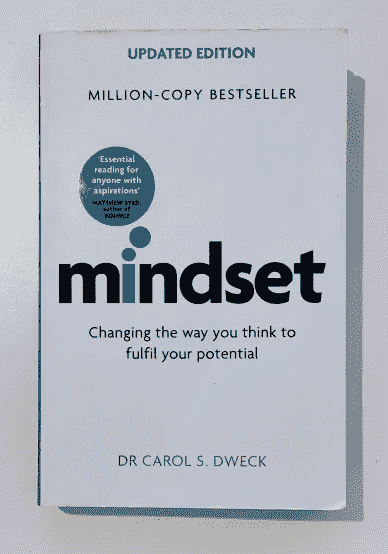 UPDATED EDITION
MILLION-COPY BESTSELLER
'Essential
reading for
anyone with
aspirations'
MATTHEW SYED,
author of
BOUNCE
mindset
Changing the way you think to
fulfil your potential
DR CAROL S. DWECK